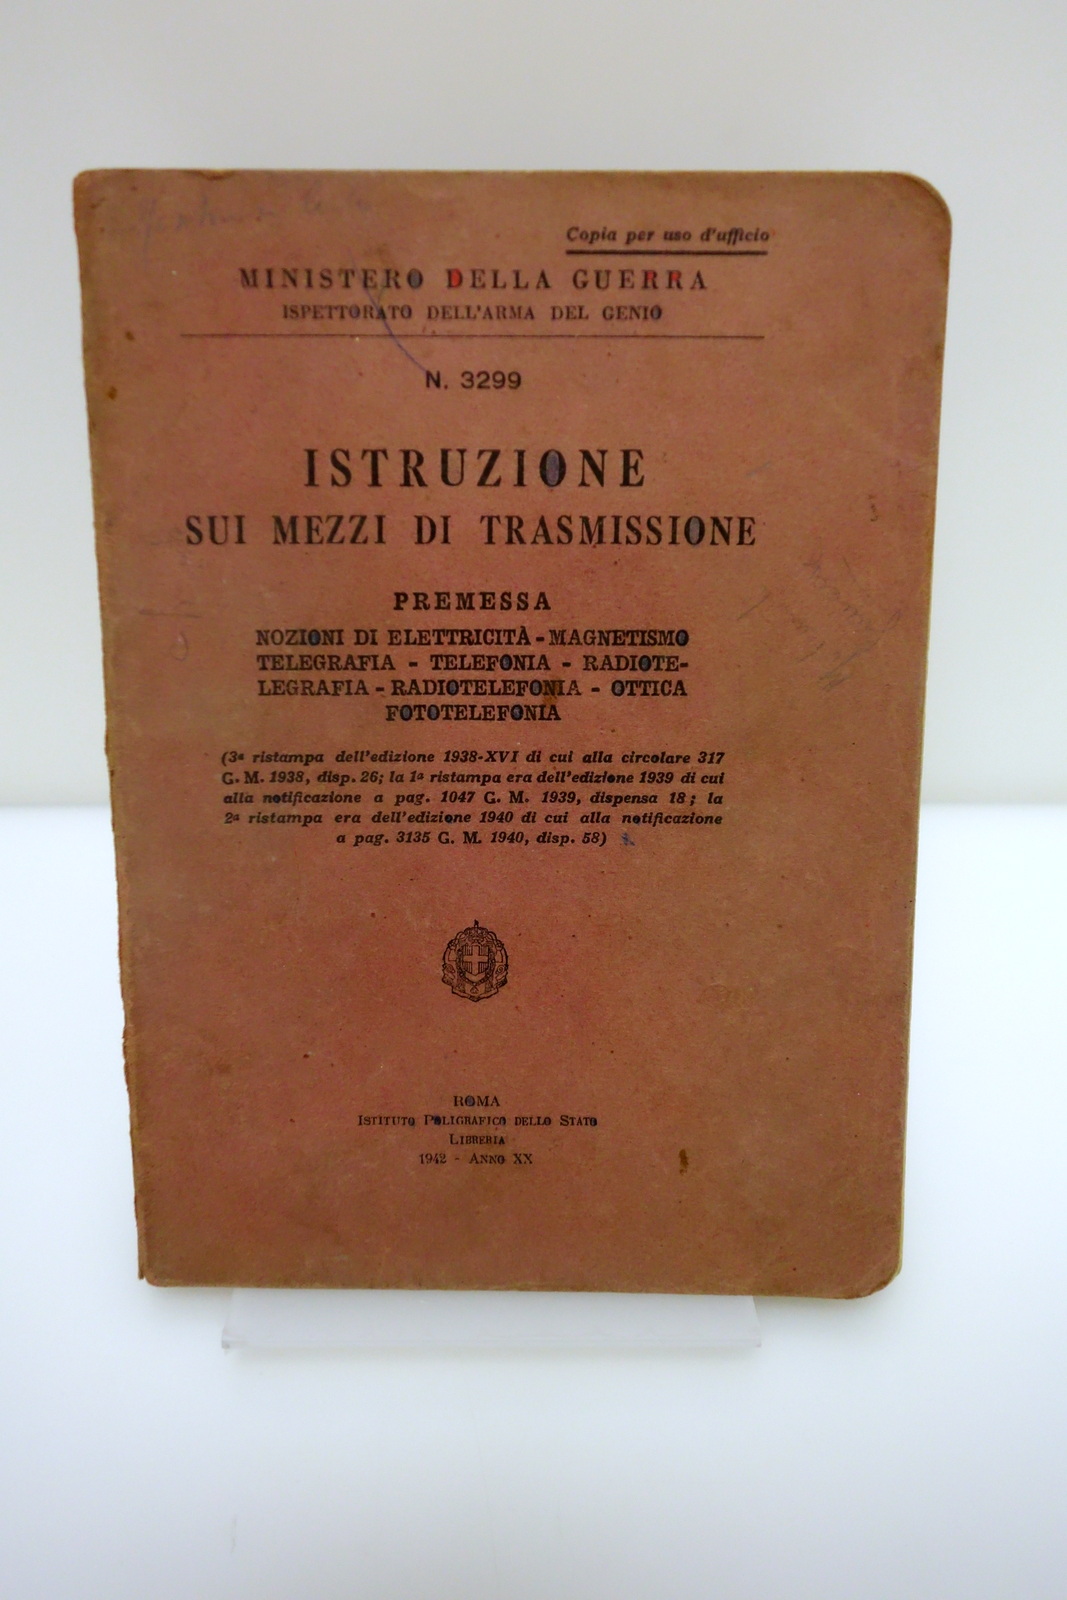 Copia per uso d'ufficio
MINISTERO DELLA GUERRA
ISPETTORATO DELL'ARMA DEL GENIO
N. 3299
ISTRUZIONE
SUI MEZZI DI TRASMISSIONE
PREMESSA
NOZIONI DI ELETTRICITÀ - MAGNETISMO
TELEGRAFIA - TELEFONIA - RADIOTE-
LEGRAFIA - RADIOTELEFONIA - OTTICA
FOTOTELEFONIA
(3ª ristampa dell'edizione 1938-XVI di cui alla circolare 317
G. M. 1938, disp. 26; la 1ª ristampa era dell'edizione 1939 di cui
alla notificazione a pag. 1047 G. M. 1939, dispensa 18; la
2ª ristampa era dell'edizione 1940 di cui alla notificazione
a pag. 3135 G. M. 1940, disp. 58)
ROMA
ISTITUTO POLIGRAFICO DELLO STATO
LIBRERIA
1942 - ANNO XX